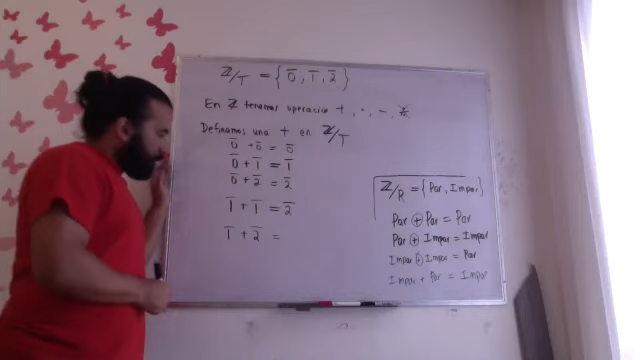 ℤ/T = { 0̅, 1̅, 2̅ }
En ℤ tenemos operación +, ·, -,
Definamos una + en ℤ/T
0̅ + 0̅ = 0̅
0̅ + 1̅ = 1̅
0̅ + 2̅ = 2̅
1̅ + 1̅ = 2̅
1̅ + 2̅ =
ℤ/R = { Par, Impar }
Par ⊕ Par = Par
Par ⊕ Impar = Impar
Impar ⊕ Impar = Par
Impar + Par = Impar